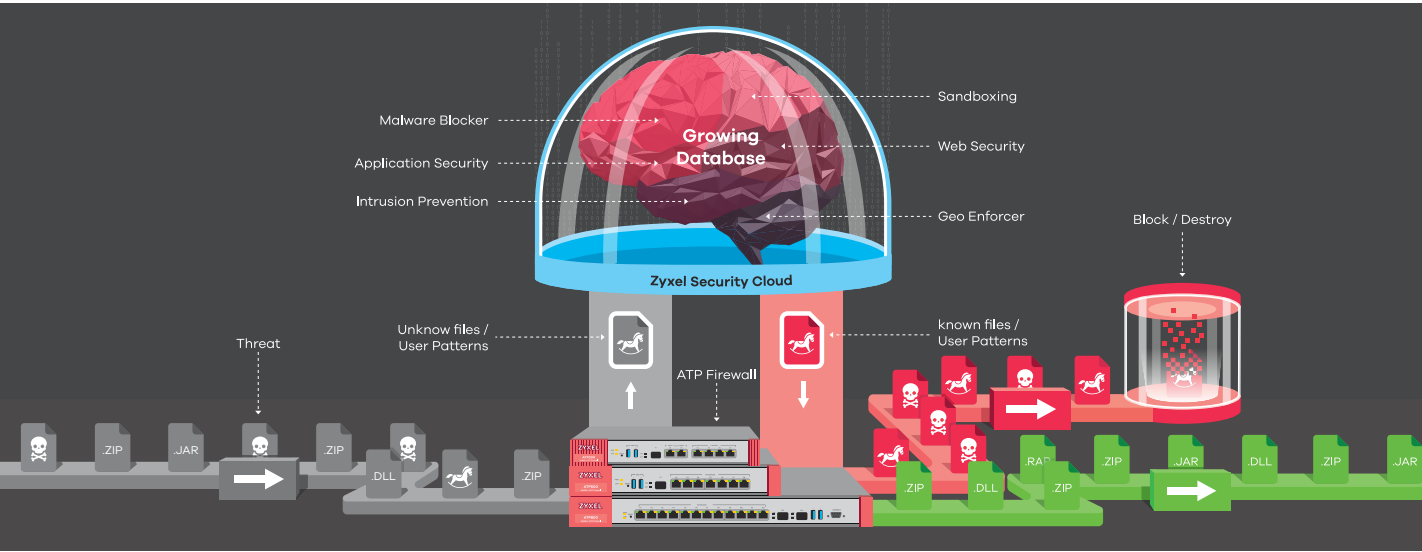 Growing
Database
Malware Blocker
Application Security
Intrusion Prevention
Sandboxing
Web Security
Geo Enforcer
Zyxel Security Cloud
Block / Destroy
Unknow files /
User Patterns
known files /
User Patterns
Threat
ATP Firewall
.ZIP
.JAR
.ZIP
.DLL
.ZIP
ZYXEL
ZYXEL
ZYXEL
.ZIP
.DLL
.ZIP
.ZIP
.JAR
.DLL
.ZIP
.JAR